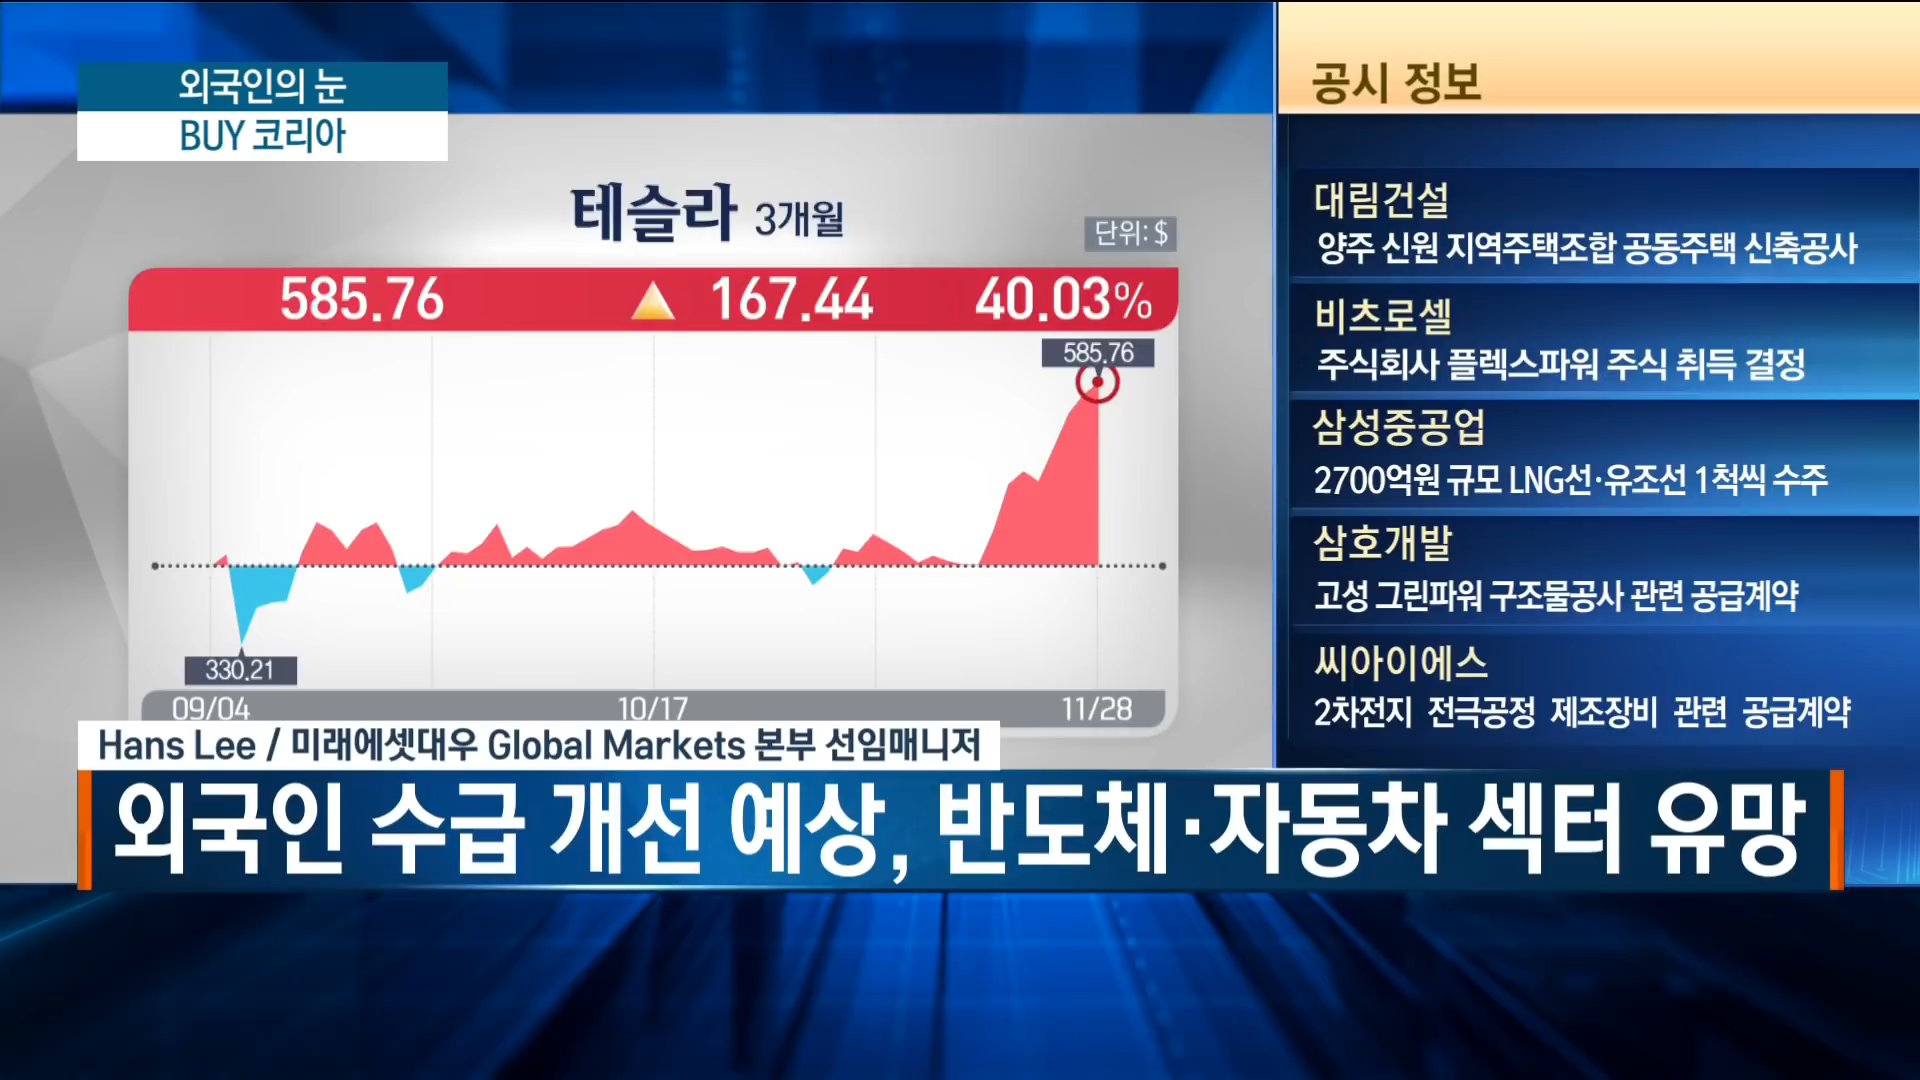 외국인의 눈
BUY 코리아
테슬라 3개월
단위: $
585.76 ▲ 167.44 40.03%
585.76
330.21
09/04 10/17 11/28
Hans Lee / 미래에셋대우 Global Markets 본부 선임매니저
외국인 수급 개선 예상, 반도체·자동차 섹터 유망
공시 정보
대림건설
양주 신원 지역주택조합 공동주택 신축공사
비츠로셀
주식회사 플렉스파워 주식 취득 결정
삼성중공업
2700억원 규모 LNG선·유조선 1척씩 수주
삼호개발
고성 그린파워 구조물공사 관련 공급계약
씨아이에스
2차전지 전극공정 제조장비 관련 공급계약